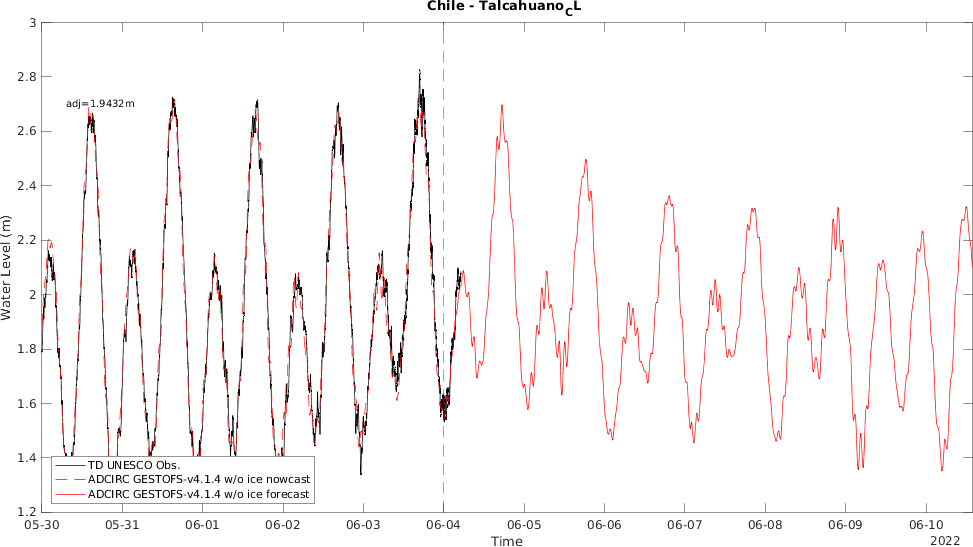 Chile - Talcahuano_CL
3
2.8
adj=1.9432m
2.6
2.4
2.2
2
1.8
1.6
1.4
1.2
Water Level (m)
TD UNESCO Obs.
ADCIRC GESTOFS-v4.1.4 w/o ice nowcast
ADCIRC GESTOFS-v4.1.4 w/o ice forecast
05-30 05-31 06-01 06-02 06-03 06-04 06-05 06-06 06-07 06-08 06-09 06-10
Time
2022